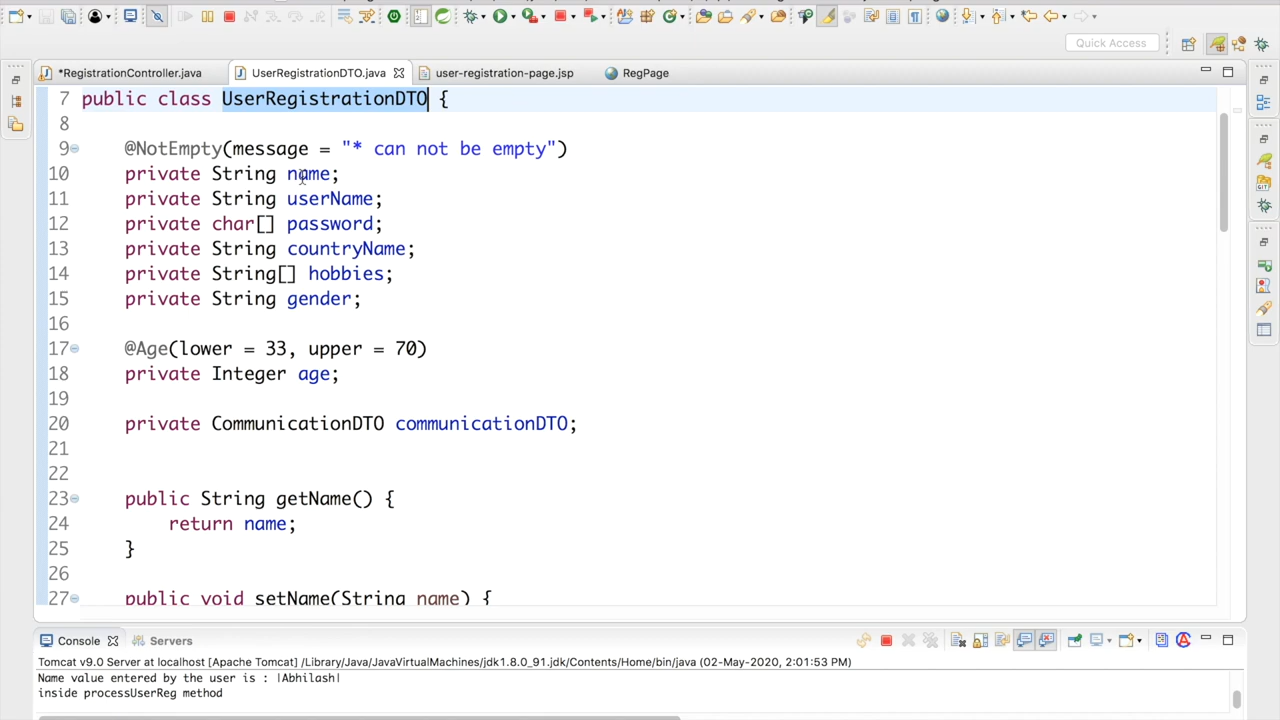 Quick Access
*RegistrationController.java
UserRegistrationDTO.java
user-registration-page.jsp
RegPage
7 public class UserRegistrationDTO {
8
9 @NotEmpty(message = "* can not be empty")
10 private String name;
11 private String userName;
12 private char[] password;
13 private String countryName;
14 private String[] hobbies;
15 private String gender;
16
17 @Age(lower = 33, upper = 70)
18 private Integer age;
19
20 private CommunicationDTO communicationDTO;
21
22
23 public String getName() {
24 return name;
25 }
26
27 public void setName(String name) {
Console
Servers
Tomcat v9.0 Server at localhost [Apache Tomcat] /Library/Java/JavaVirtualMachines/jdk1.8.0_91.jdk/Contents/Home/bin/java (02-May-2020, 2:01:53 PM)
Name value entered by the user is : |Abhilash|
inside processUserReg method